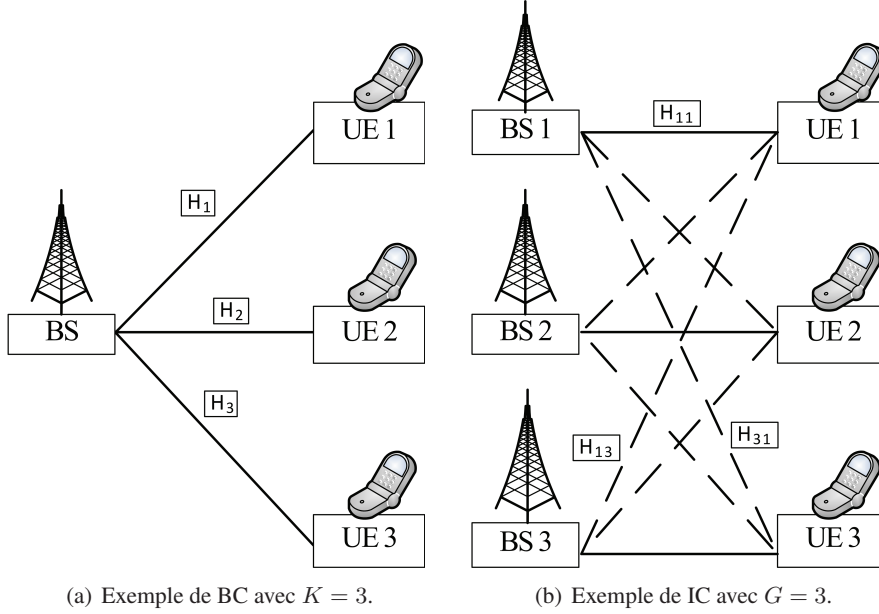 UE 1
H₁
BS
H₂
UE 2
H₃
UE 3
(a) Exemple de BC avec K = 3.
BS 1
H₁₁
UE 1
BS 2
UE 2
H₁₃
H₃₁
BS 3
UE 3
(b) Exemple de IC avec G = 3.